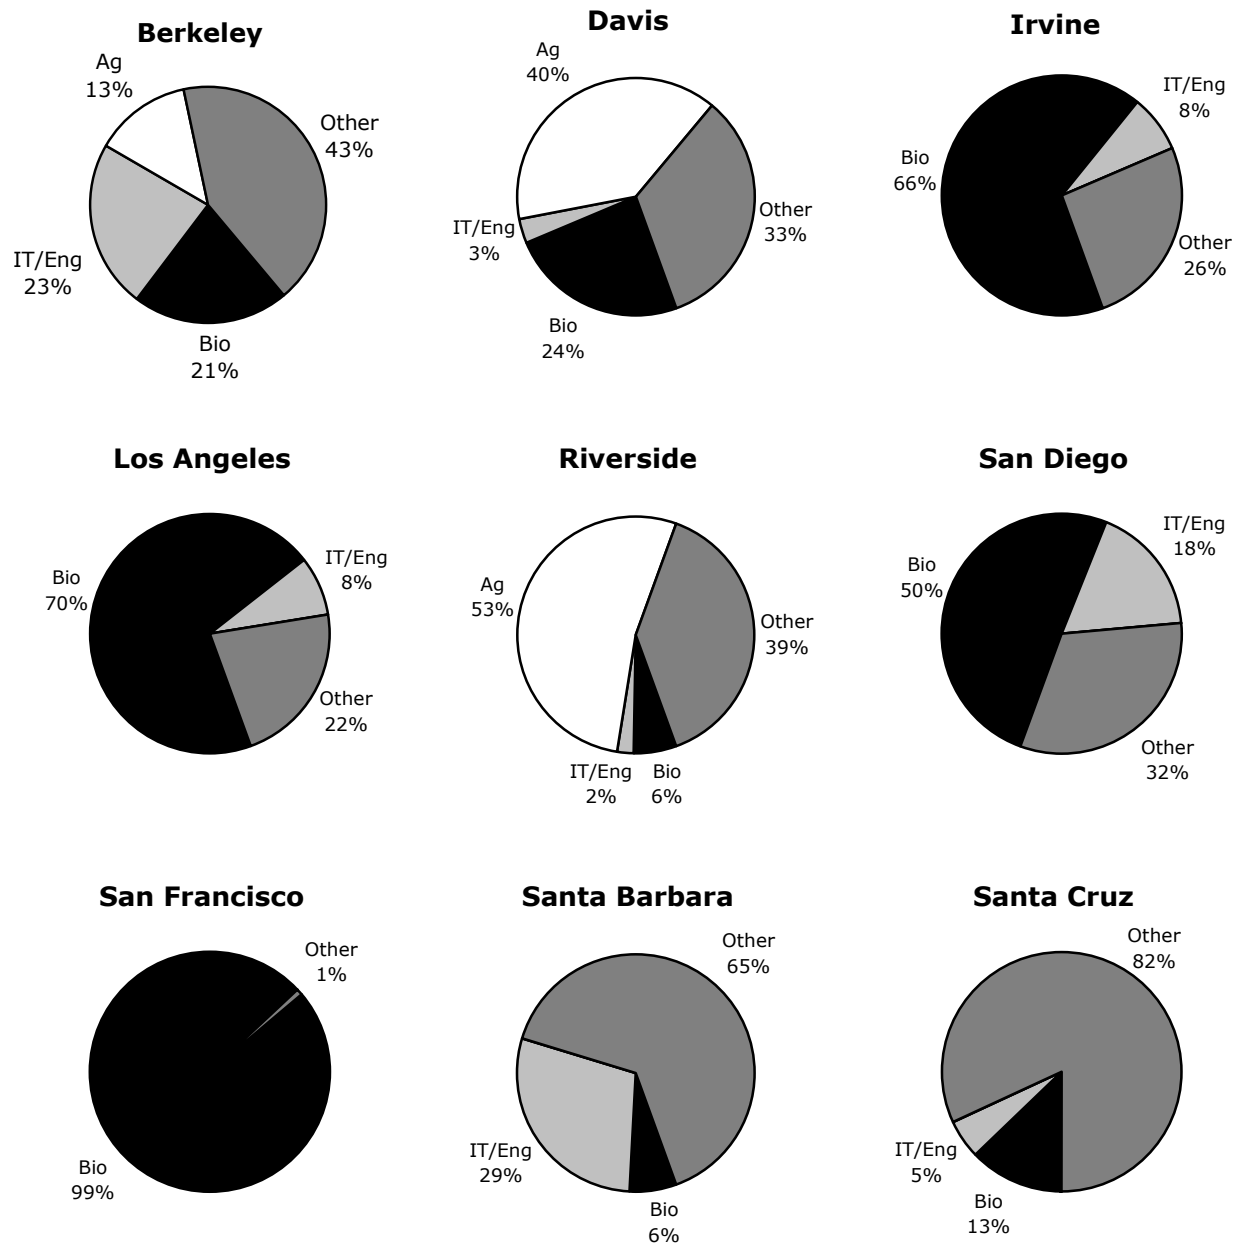 Berkeley
Ag
13%
Other
43%
IT/Eng
23%
Bio
21%
Davis
Ag
40%
Other
33%
IT/Eng
3%
Bio
24%
Irvine
IT/Eng
8%
Bio
66%
Other
26%
Los Angeles
IT/Eng
8%
Bio
70%
Other
22%
Riverside
Ag
53%
Other
39%
IT/Eng
2%
Bio
6%
San Diego
IT/Eng
18%
Bio
50%
Other
32%
San Francisco
Other
1%
Bio
99%
Santa Barbara
Other
65%
IT/Eng
29%
Bio
6%
Santa Cruz
Other
82%
IT/Eng
5%
Bio
13%